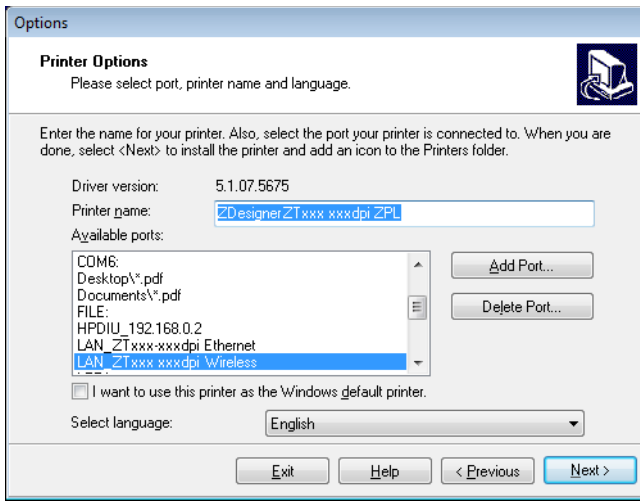 Options
Printer Options
Please select port, printer name and language.
Enter the name for your printer. Also, select the port your printer is connected to. When you are
done, select <Next> to install the printer and add an icon to the Printers folder.
Driver version: 5.1.07.5675
Printer name: ZDesignerZTxxx xxxdpi ZPL
Available ports:
COM6:
Desktop\*.pdf
Documents\*.pdf
FILE:
HPDIU_192.168.0.2
LAN_ZTxxx-xxxdpi Ethernet
LAN_ZTxxx xxxdpi Wireless
Add Port...
Delete Port...
I want to use this printer as the Windows default printer.
Select language: English
Exit Help < Previous Next >